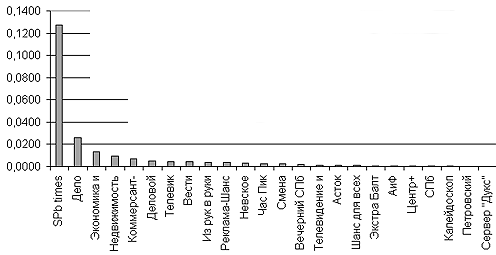 0,1400
0,1200
0,1000
0,0800
0,0600
0,0400
0,0200
0,0000
SPb times
Дело
Экономика и
Недвижимость
Коммерсант-
Деловой
Телевик
Вести
Из рук в руки
Реклама-Шанс
Невское
Час Пик
Смена
Вечерний СПб
Телевидение и
Асток
Шанс для всех
Экстра Балт
АиФ
Центр+
СПб
Калейдоскоп
Петровский
Сервер "Дукс"